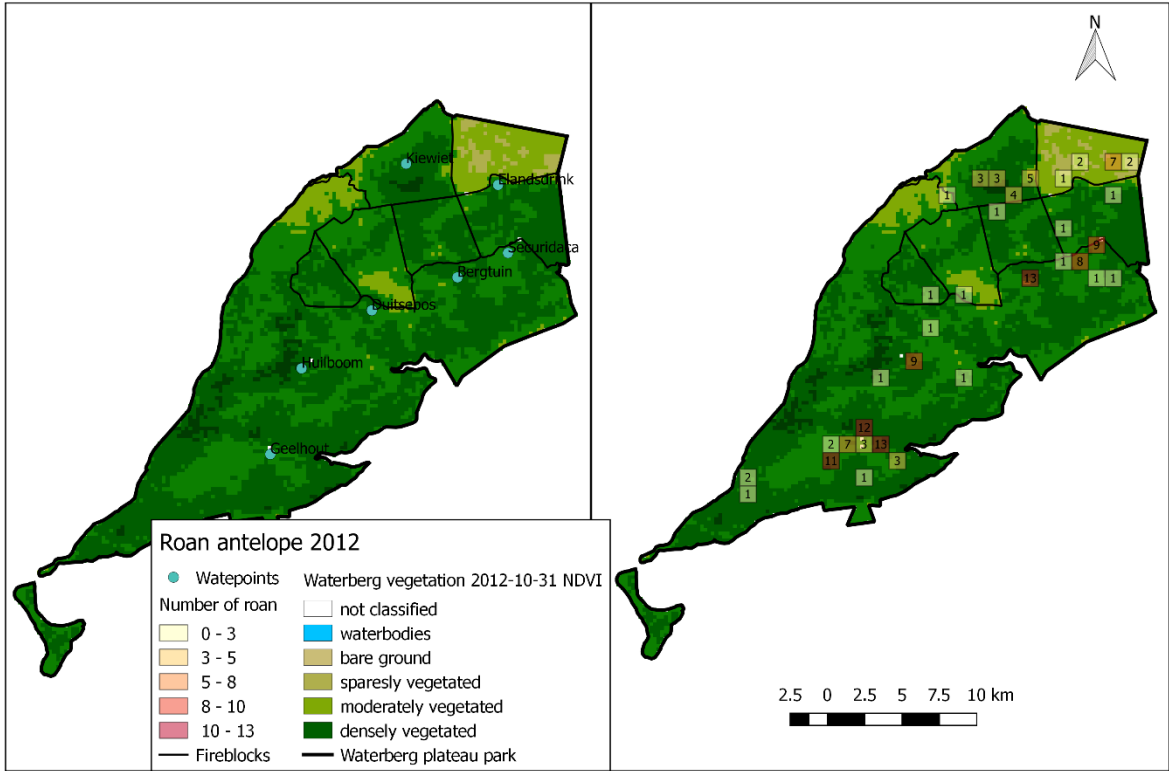 N
Kiewiet
Elandsdrink
Securidaca
Bergtuin
Duitsepos
Huilboom
Geelhout
2 7 2
3 3 5 1
1 4 1
1
1
9
1 8
13 1 1
1 1
1
9
1 1
12
2 7 3 13
11 3
2 1
1
Roan antelope 2012
Watepoints
Number of roan
0 - 3
3 - 5
5 - 8
8 - 10
10 - 13
Fireblocks
Waterberg vegetation 2012-10-31 NDVI
not classified
waterbodies
bare ground
sparesly vegetated
moderately vegetated
densely vegetated
Waterberg plateau park
2.5 0 2.5 5 7.5 10 km